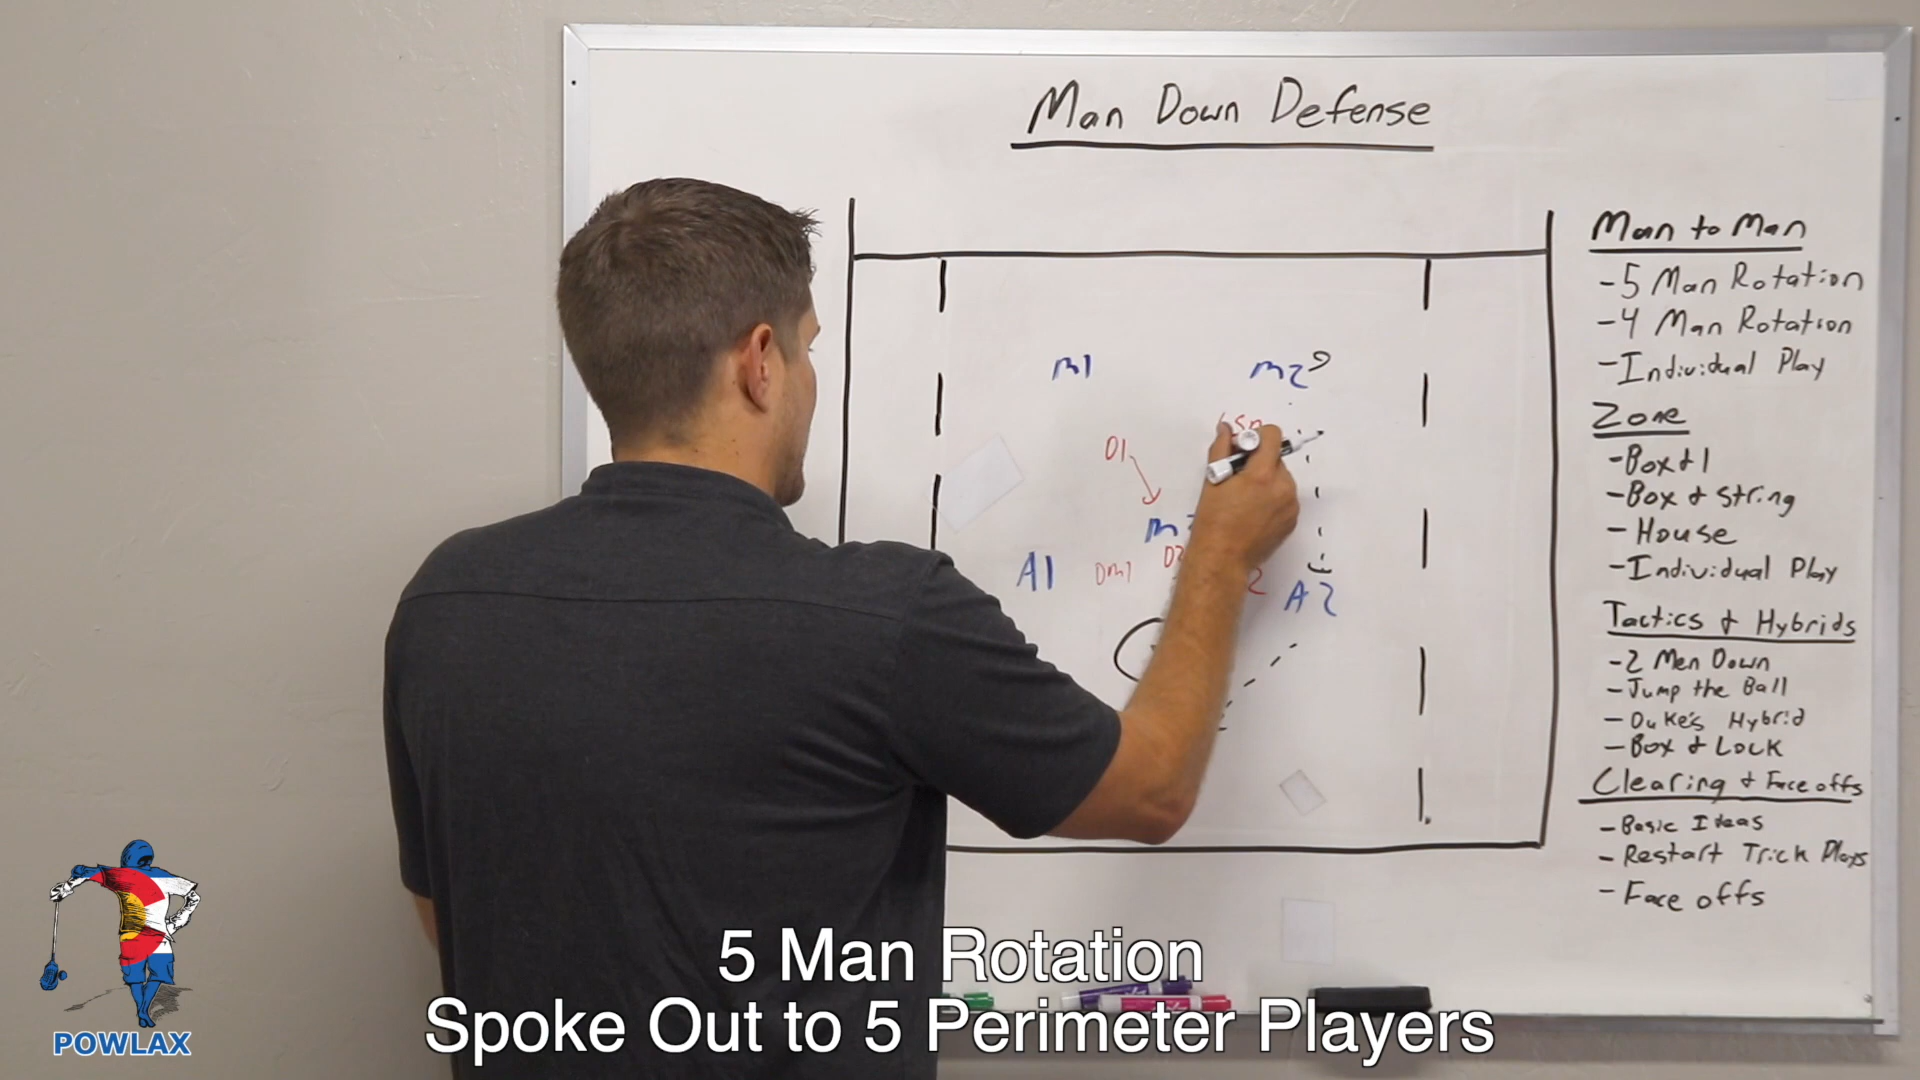 Man Down Defense
Man to Man
- 5 Man Rotation
- 4 Man Rotation
- Individual Play
Zone
- Box & 1
- Box & String
- House
- Individual Play
Tactics & Hybrids
- 2 Men Down
- Jump the Ball
- Duke's Hybrid
- Box & Lock
Clearing & Face offs
- Basic Ideas
- Restart Trick Plays
- Face offs
M1
M2
D1
A1
DM1
A2
5 Man Rotation
Spoke Out to 5 Perimeter Players
POWLAX